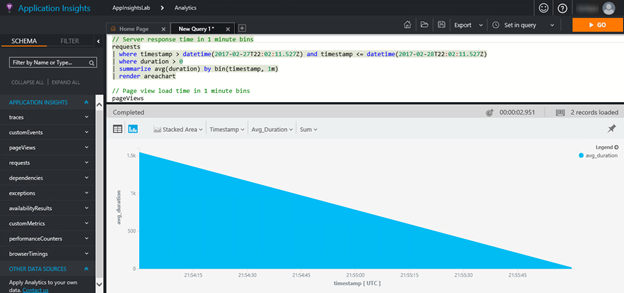 Application Insights
AppInsightsLab
Analytics
SCHEMA
FILTER
Home Page
New Query 1 *
Export
Set in query
GO
Filter by Name or Type...
COLLAPSE ALL
EXPAND ALL
APPLICATION INSIGHTS
traces
customEvents
pageViews
requests
dependencies
exceptions
availabilityResults
customMetrics
performanceCounters
browserTimings
OTHER DATA SOURCES
Apply Analytics to your own
data. Contact us
// Server response time in 1 minute bins
requests
| where timestamp > datetime(2017-02-27T22:02:11.527Z) and timestamp <= datetime(2017-02-28T22:02:11.527Z)
| where duration > 0
| summarize avg(duration) by bin(timestamp, 1m)
| render areachart
// Page view load time in 1 minute bins
pageViews
Completed
00:00:02.951
2 records loaded
Stacked Area
Timestamp
Avg_Duration
Sum
Legend
avg_duration
1.5k
1k
500
0
avg_duration
21:54:15
21:54:30
21:54:45
21:55:00
21:55:15
21:55:30
21:55:45
timestamp [ UTC ]